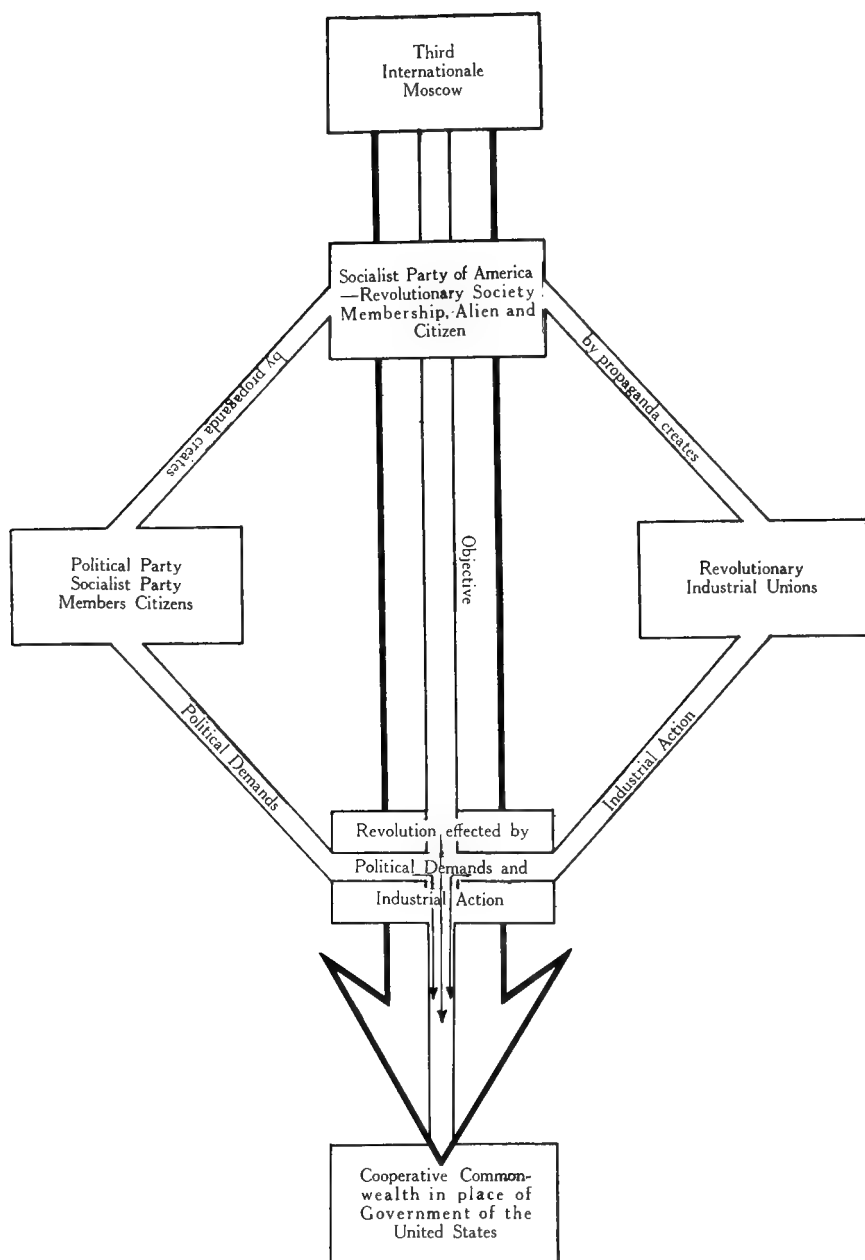 Third
Internationale
Moscow
Socialist Party of America
—Revolutionary Society
Membership, Alien and
Citizen
by propaganda creates
by propaganda creates
Political Party
Socialist Party
Members Citizens
Objective
Revolutionary
Industrial Unions
Political Demands
Industrial Action
Revolution effected by
Political Demands and
Industrial Action
Cooperative Common-
wealth in place of
Government of the
United States